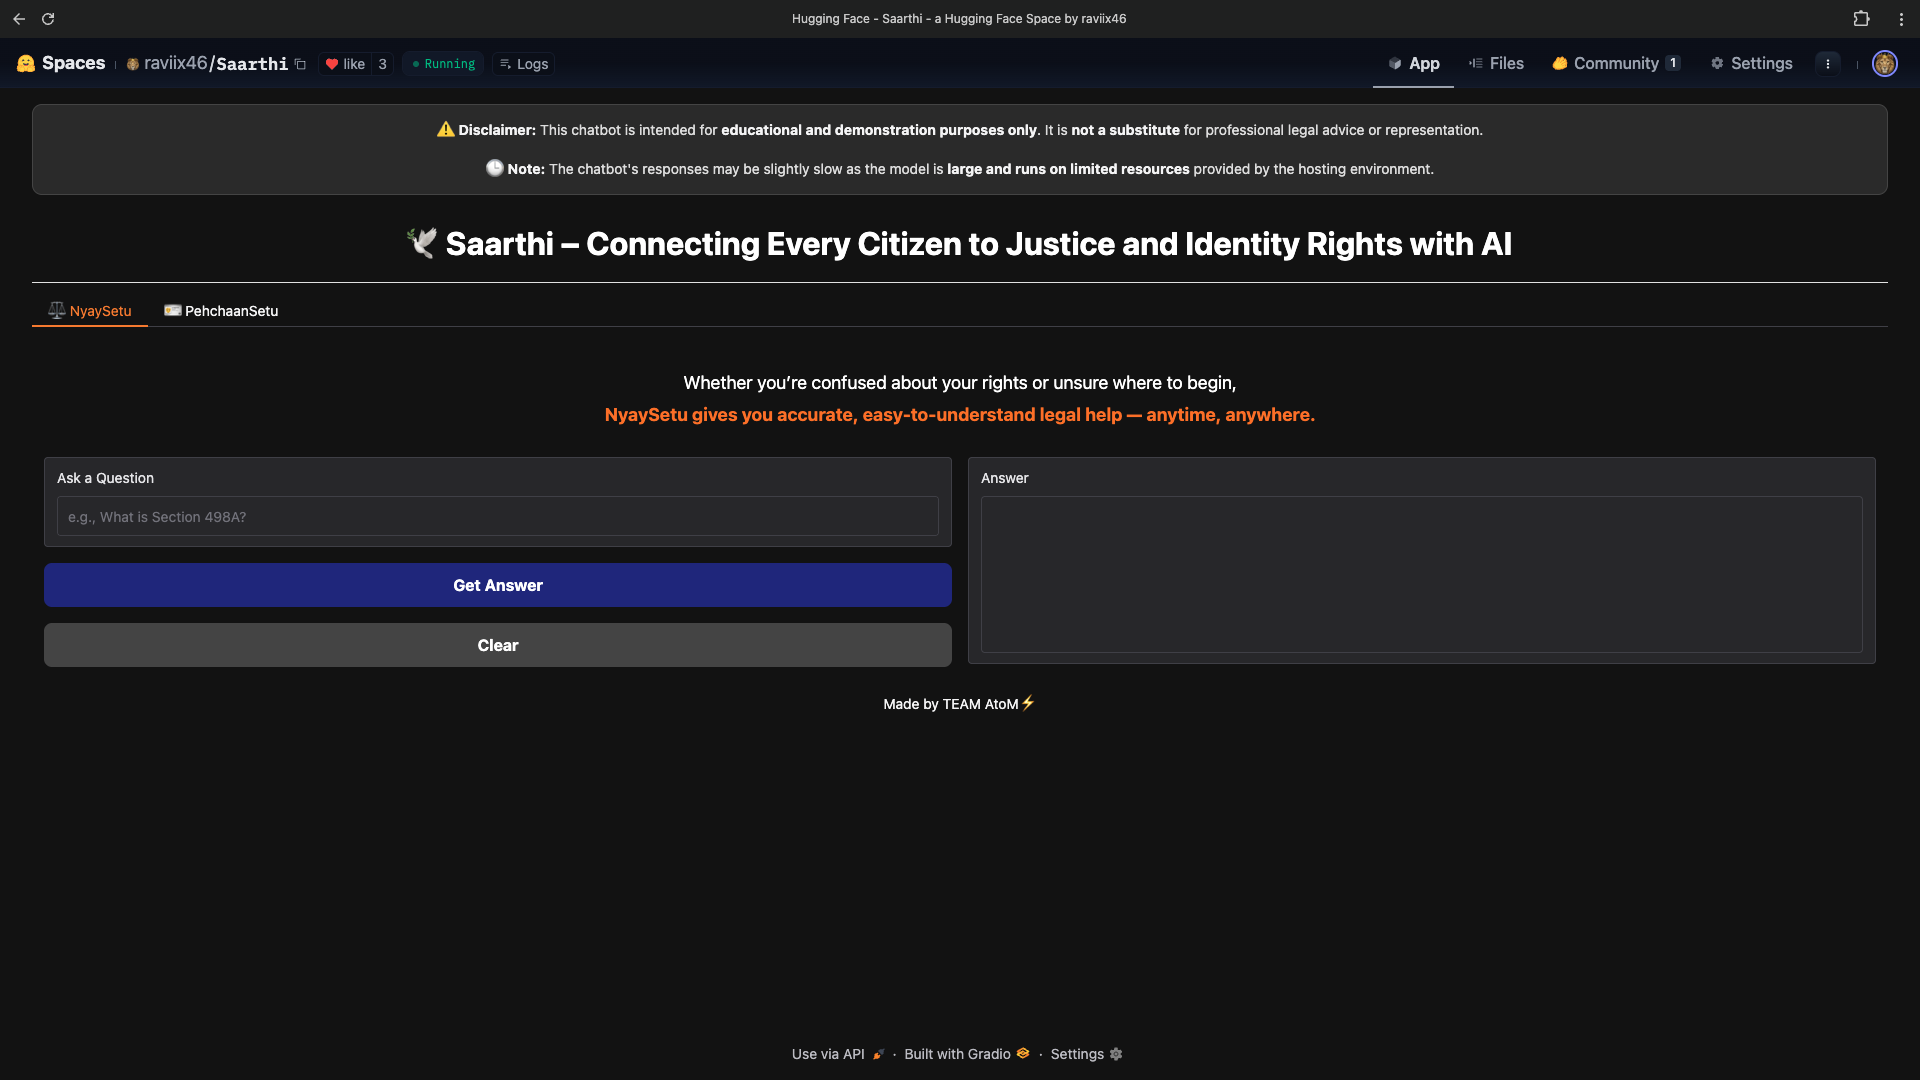 Hugging Face - Saarthi - a Hugging Face Space by raviix46
Spaces raviix46/Saarthi like 3 Running Logs App Files Community 1 Settings
⚠️ Disclaimer: This chatbot is intended for educational and demonstration purposes only. It is not a substitute for professional legal advice or representation.
🕒 Note: The chatbot's responses may be slightly slow as the model is large and runs on limited resources provided by the hosting environment.
🕊️ Saarthi – Connecting Every Citizen to Justice and Identity Rights with AI
⚖️ NyaySetu 🪪 PehchaanSetu
Whether you’re confused about your rights or unsure where to begin,
NyaySetu gives you accurate, easy-to-understand legal help — anytime, anywhere.
Ask a Question
e.g., What is Section 498A?
Get Answer
Clear
Answer
Made by TEAM AtoM⚡
Use via API · Built with Gradio · Settings